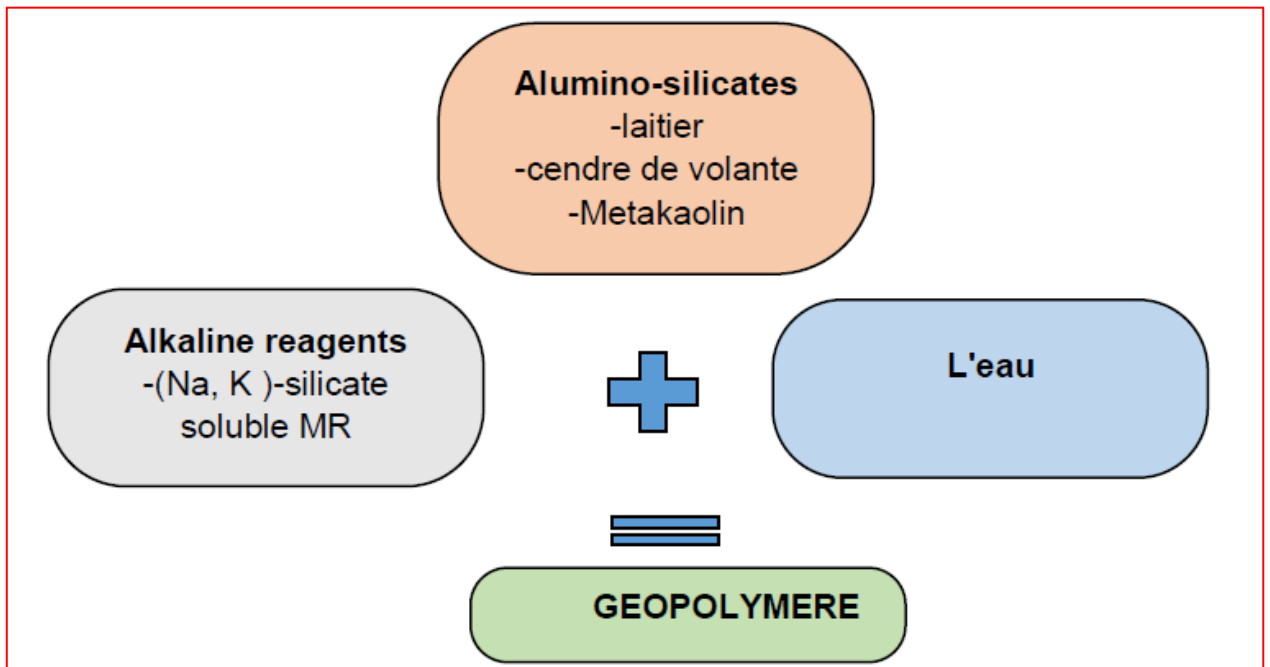 Alumino-silicates
-laitier
-cendre de volante
-Metakaolin
Alkaline reagents
-(Na, K )-silicate
soluble MR
L'eau
GEOPOLYMERE